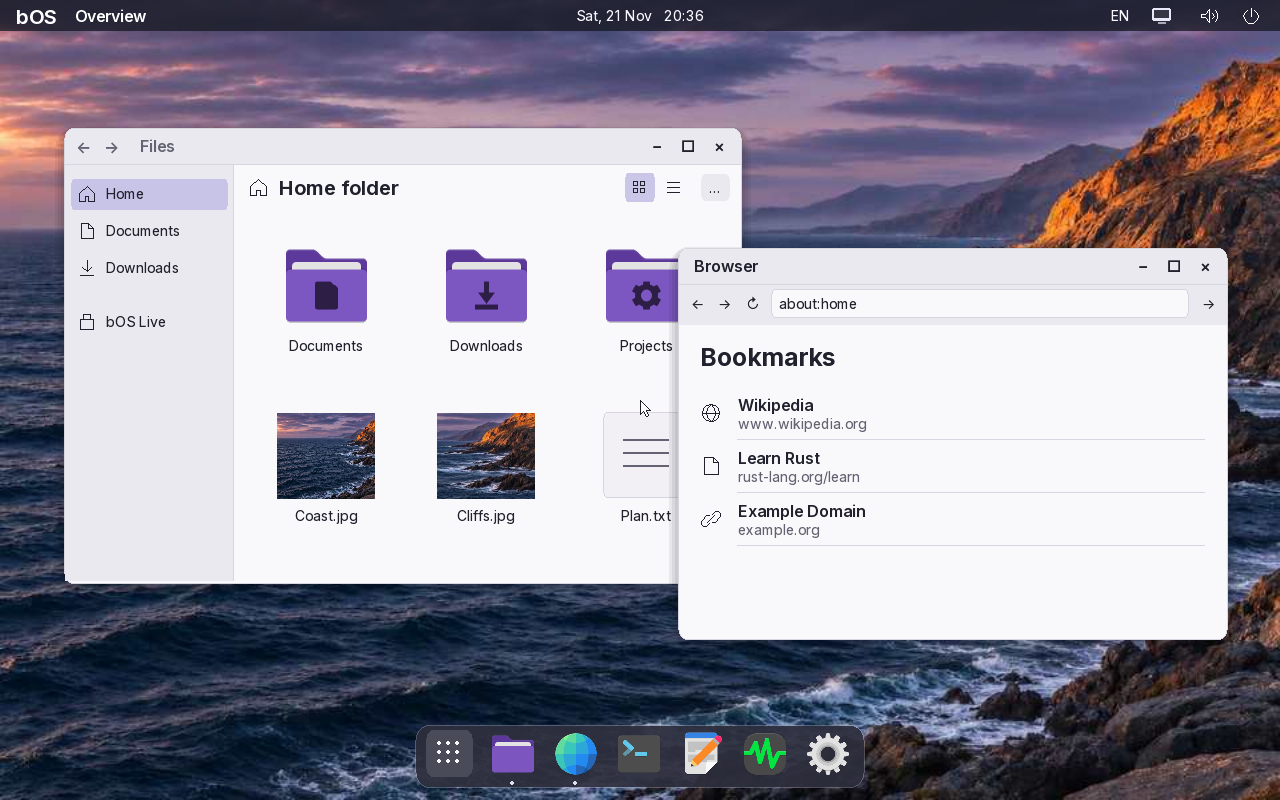 bOS Overview Sat, 21 Nov 20:36 EN
Files
Home
Documents
Downloads
bOS Live
Home folder
...
Documents Downloads Projects
Coast.jpg Cliffs.jpg Plan.txt
Browser
about:home
Bookmarks
Wikipedia
www.wikipedia.org
Learn Rust
rust-lang.org/learn
Example Domain
example.org